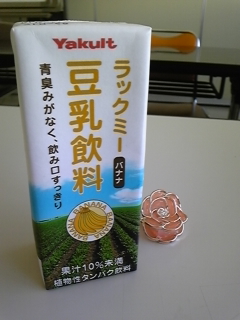 Yakult
ラックミー
バナナ
豆乳飲料
青臭みがなく、飲み口すっきり
BANANA
果汁10%未満
植物性タンパク飲料